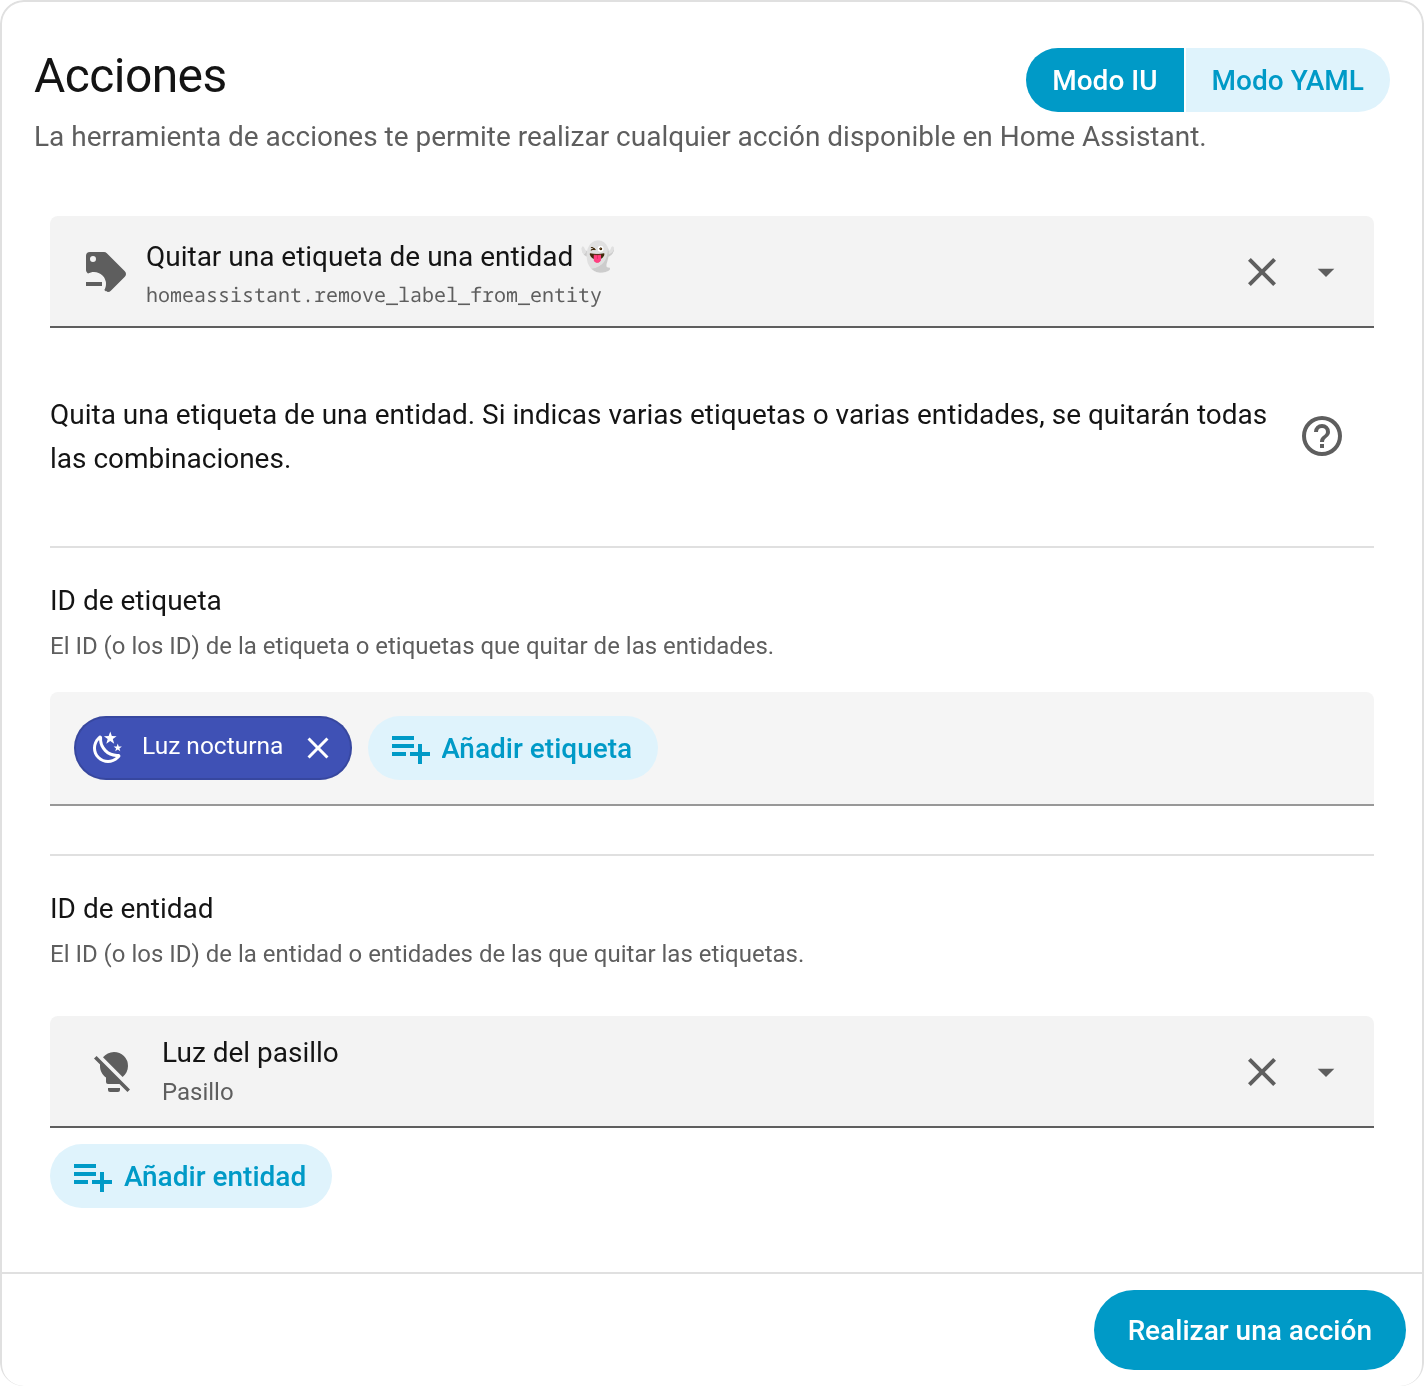 Acciones
Modo IU
Modo YAML
La herramienta de acciones te permite realizar cualquier acción disponible en Home Assistant.
Quitar una etiqueta de una entidad 👻
homeassistant.remove_label_from_entity
Quita una etiqueta de una entidad. Si indicas varias etiquetas o varias entidades, se quitarán todas
las combinaciones.
ID de etiqueta
El ID (o los ID) de la etiqueta o etiquetas que quitar de las entidades.
Luz nocturna
Añadir etiqueta
ID de entidad
El ID (o los ID) de la entidad o entidades de las que quitar las etiquetas.
Luz del pasillo
Pasillo
Añadir entidad
Realizar una acción